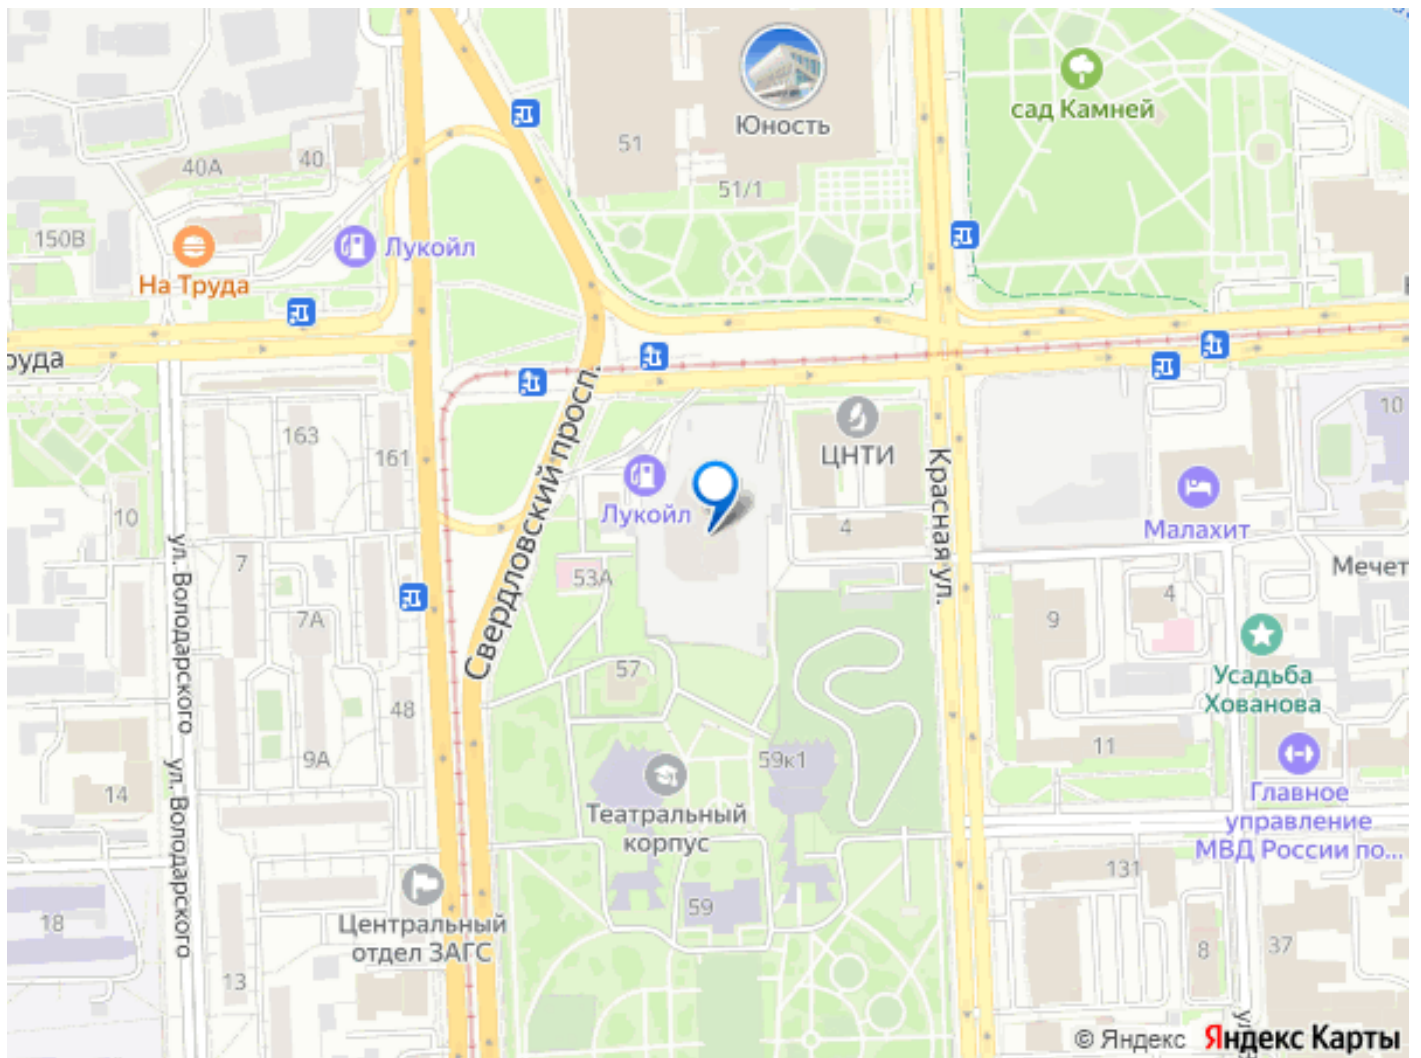 Юность
сад Камней
51
51/1
40А
40
150В
Лукойл
На Труда
руда
163
161
10
7
7А
9А
48
14
18
13
ул. Володарского
ул. Володарского
Свердловский просп.
Лукойл
53А
57
ЦНТИ
4
Красная ул.
10
Малахит
Мечет
9
4
Усадьба
Хованова
11
Главное
управление
МВД России по...
59к1
Театральный
корпус
59
Центральный
отдел ЗАГС
131
8
37
© Яндекс Яндекс Карты